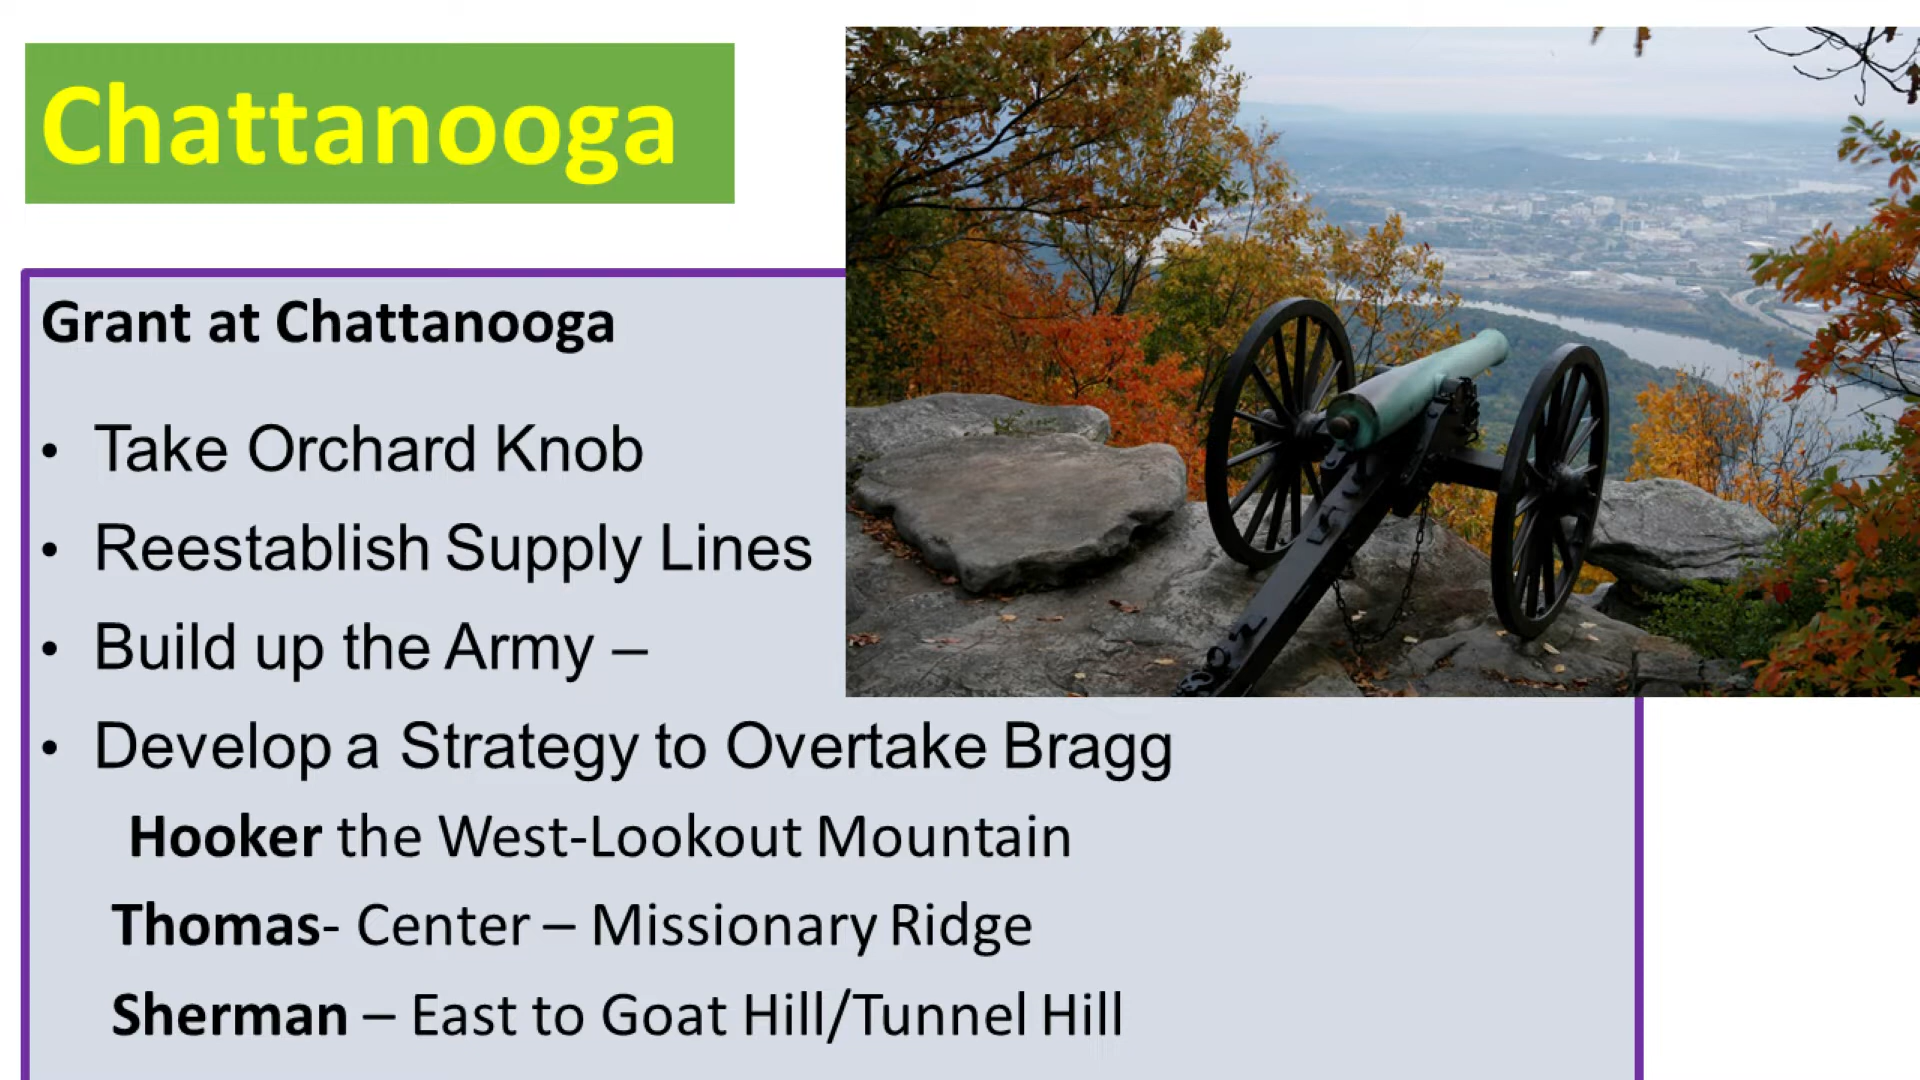 Chattanooga
Grant at Chattanooga
• Take Orchard Knob
• Reestablish Supply Lines
• Build up the Army –
• Develop a Strategy to Overtake Bragg
Hooker the West-Lookout Mountain
Thomas- Center – Missionary Ridge
Sherman – East to Goat Hill/Tunnel Hill